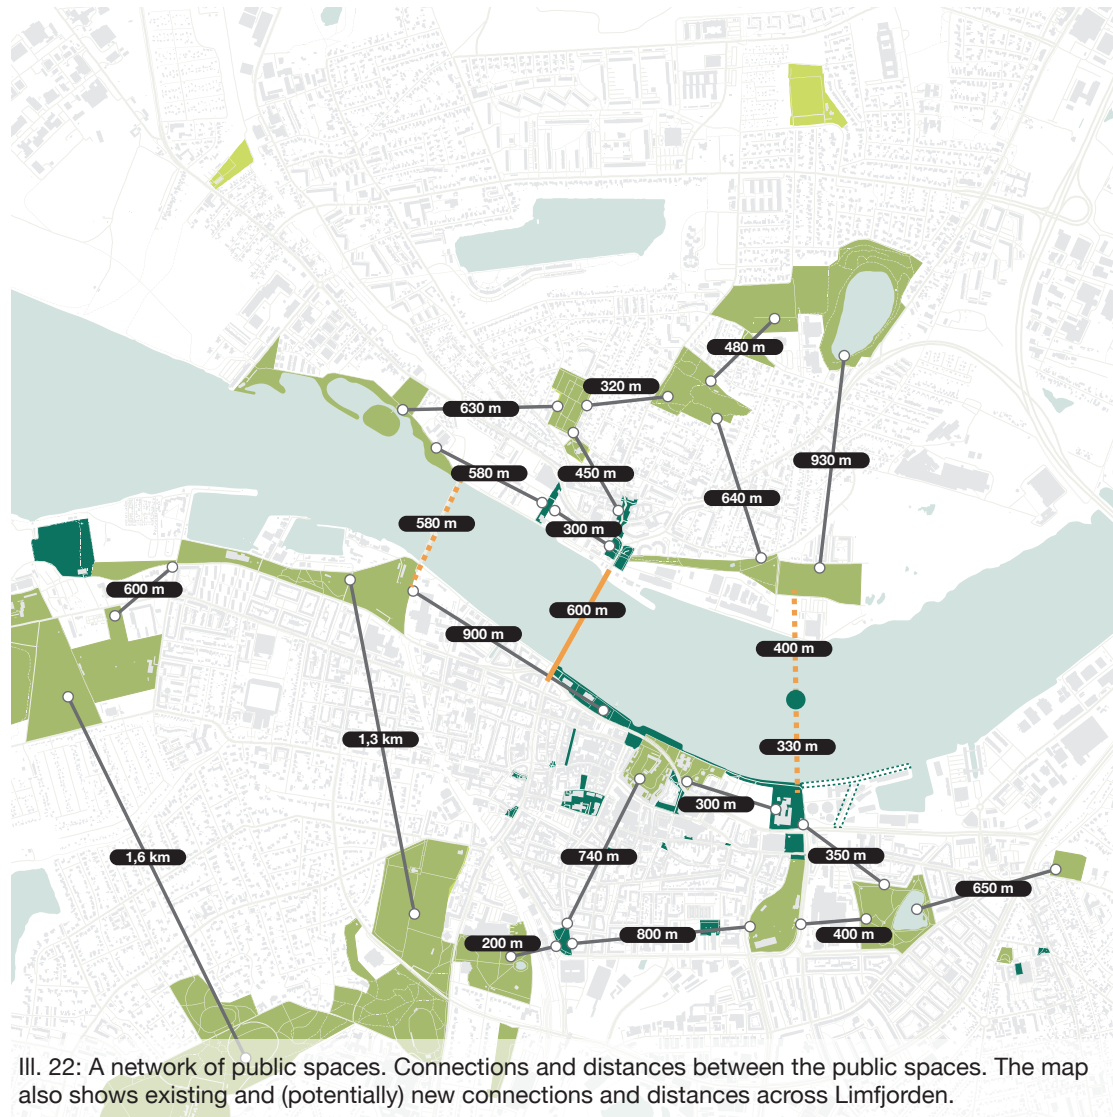 480 m
320 m
630 m
930 m
580 m
450 m
640 m
580 m
300 m
600 m
600 m
900 m
400 m
1,3 km
330 m
300 m
1,6 km
740 m
350 m
650 m
800 m
400 m
200 m
Ill. 22: A network of public spaces. Connections and distances between the public spaces. The map
also shows existing and (potentially) new connections and distances across Limfjorden.